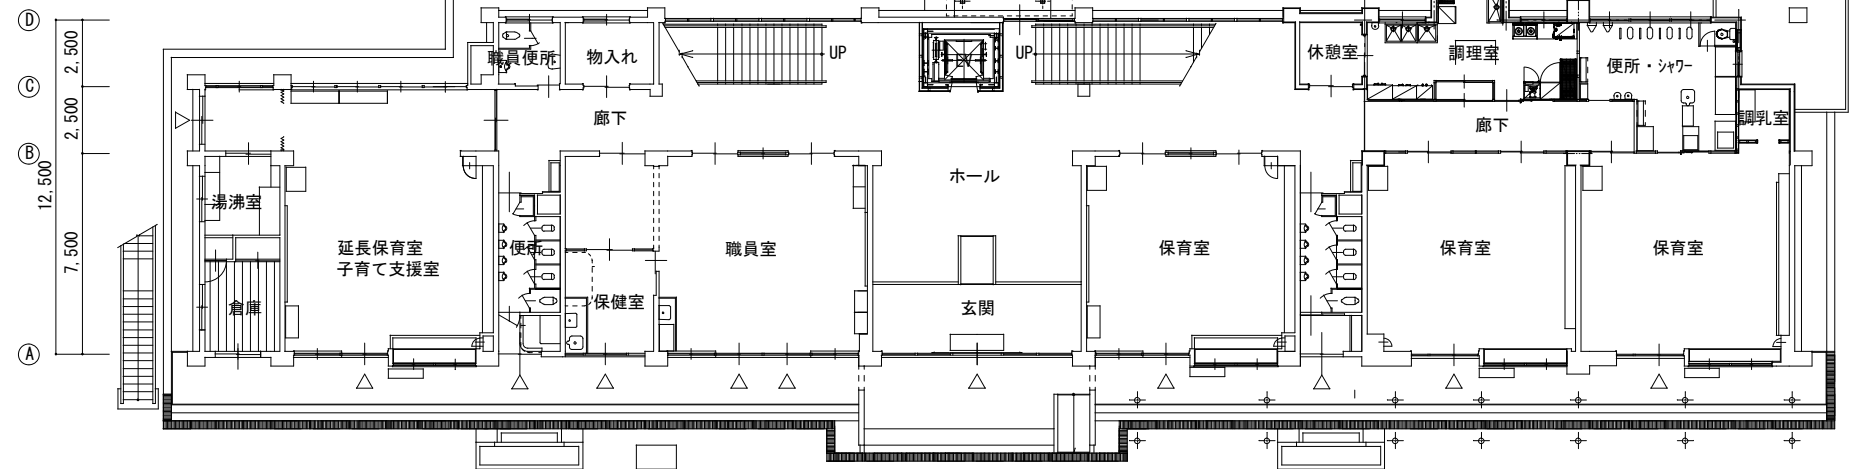 D
2,500
職員便所
物入れ
UP
EV
UP
休憩室
調理室
便所・シャワー
C
2,500
廊下
廊下
調乳室
B
12,500
ホール
湯沸室
7,500
延長保育室
子育て支援室
便所
職員室
保育室
保育室
保育室
倉庫
保健室
玄関
A